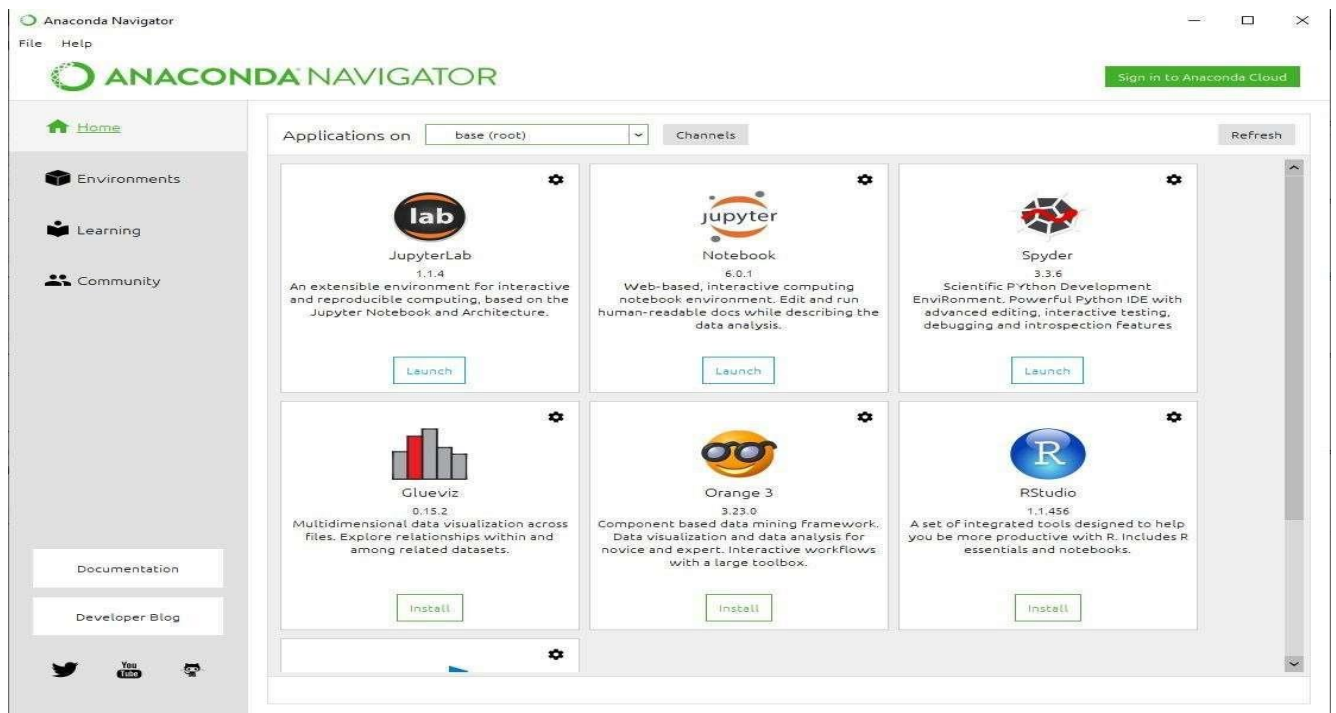 Anaconda Navigator
File Help
ANACONDA NAVIGATOR
Sign in to Anaconda Cloud
Home
Environments
Learning
Community
Documentation
Developer Blog
You
Tube
Applications on base (root) Channels Refresh
lab
JupyterLab
1.1.4
An extensible environment for interactive
and reproducible computing, based on the
Jupyter Notebook and Architecture.
Launch
jupyter
Notebook
6.0.1
Web-based, interactive computing
notebook environment. Edit and run
human-readable docs while describing the
data analysis.
Launch
Spyder
3.3.6
Scientific PYthon Development
EnviRonment. Powerful Python IDE with
advanced editing, interactive testing,
debugging and introspection features
Launch
Glueviz
0.15.2
Multidimensional data visualization across
files. Explore relationships within and
among related datasets.
Install
Orange 3
3.23.0
Component based data mining framework.
Data visualization and data analysis for
novice and expert. Interactive workflows
with a large toolbox.
Install
R
RStudio
1.1.456
A set of integrated tools designed to help
you be more productive with R. Includes R
essentials and notebooks.
Install